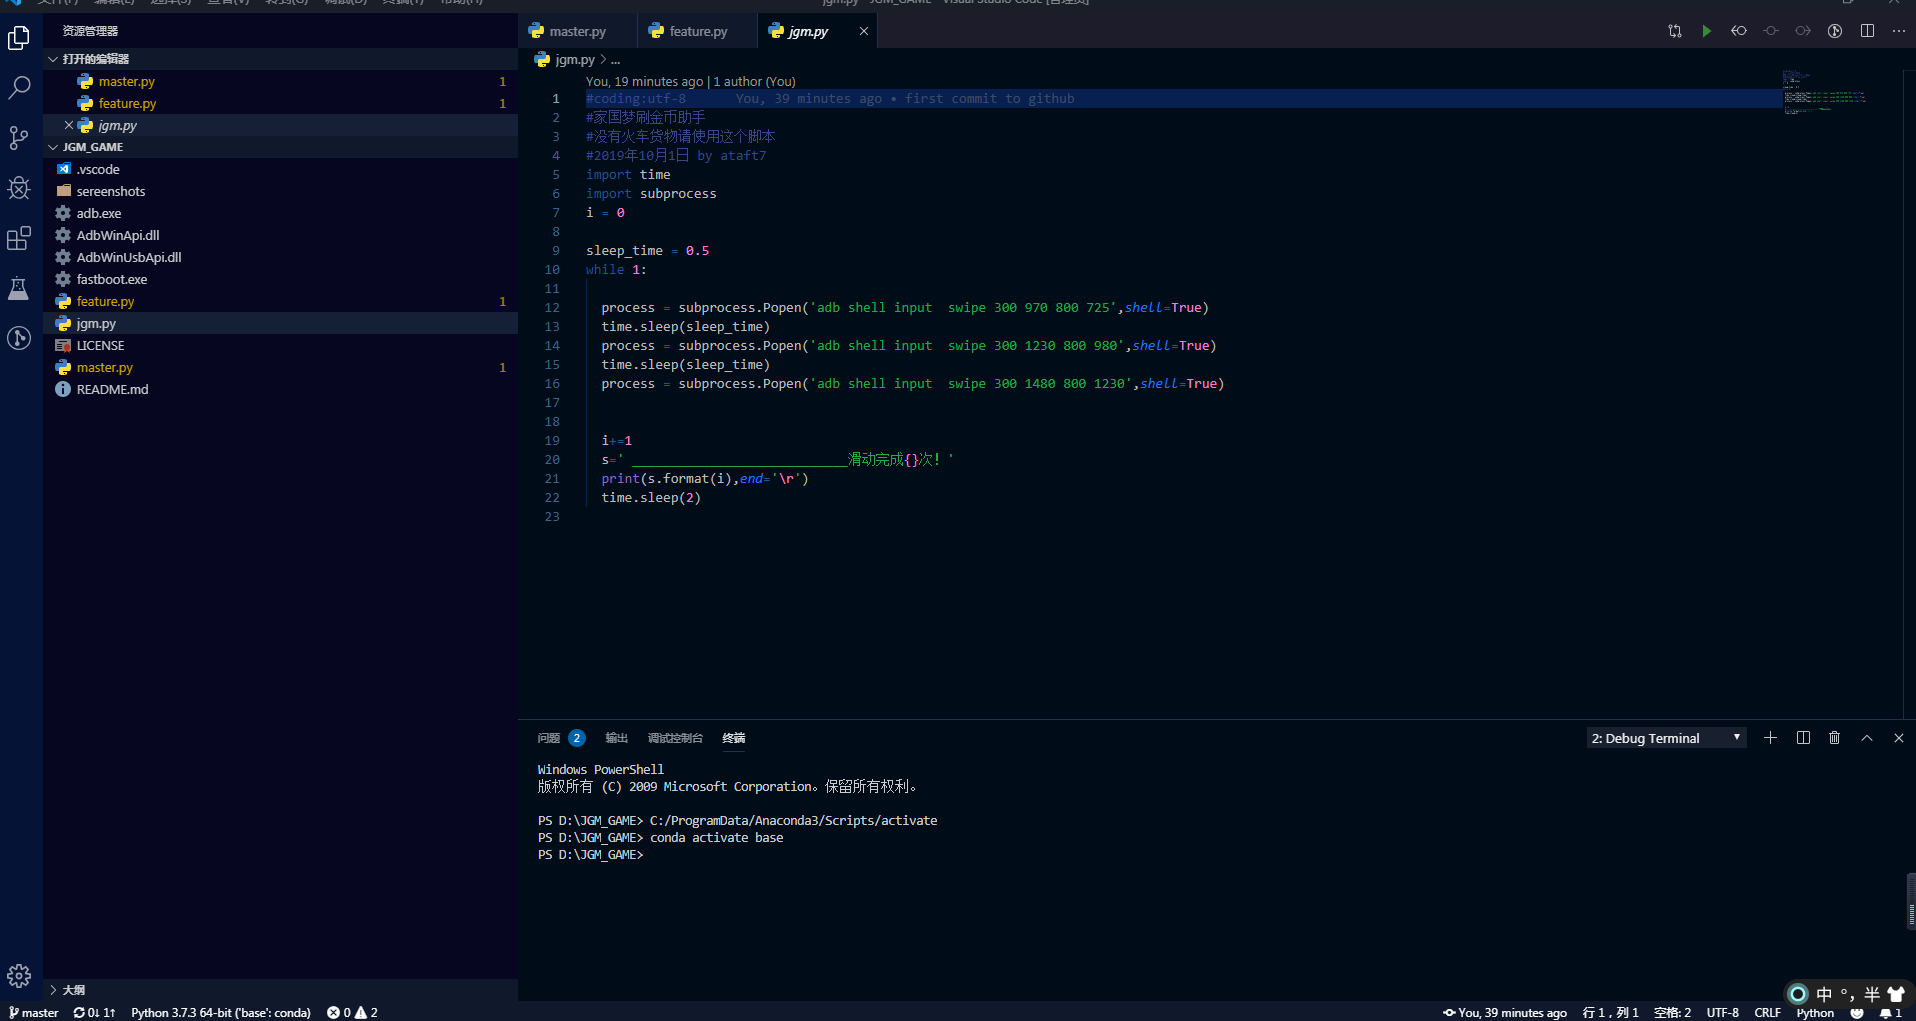 jgm.py - JGM_GAME - Visual Studio Code [管理员]
资源管理器
打开的编辑器
master.py 1
feature.py 1
jgm.py
JGM_GAME
.vscode
sereenshots
adb.exe
AdbWinApi.dll
AdbWinUsbApi.dll
fastboot.exe
feature.py 1
jgm.py
LICENSE
master.py 1
README.md
大纲
master.py feature.py jgm.py
jgm.py > ...
You, 19 minutes ago | 1 author (You)
1 #coding:utf-8 You, 39 minutes ago • first commit to github
2 #家国梦刷金币助手
3 #没有火车货物请使用这个脚本
4 #2019年10月1日 by ataft7
5 import time
6 import subprocess
7 i = 0
8
9 sleep_time = 0.5
10 while 1:
11
12 process = subprocess.Popen('adb shell input  swipe 300 970 800 725',shell=True)
13 time.sleep(sleep_time)
14 process = subprocess.Popen('adb shell input  swipe 300 1230 800 980',shell=True)
15 time.sleep(sleep_time)
16 process = subprocess.Popen('adb shell input  swipe 300 1480 800 1230',shell=True)
17
18
19 i+=1
20 s=' ____________________________滑动完成{}次! '
21 print(s.format(i),end='\r')
22 time.sleep(2)
23
问题 2 输出 调试控制台 终端 2: Debug Terminal
Windows PowerShell
版权所有 (C) 2009 Microsoft Corporation。保留所有权利。
PS D:\JGM_GAME> C:/ProgramData/Anaconda3/Scripts/activate
PS D:\JGM_GAME> conda activate base
PS D:\JGM_GAME>
中 °, 半
master 0↓ 1↑ Python 3.7.3 64-bit ('base': conda) 0 2 You, 39 minutes ago 行 1，列 1 空格: 2 UTF-8 CRLF Python 1